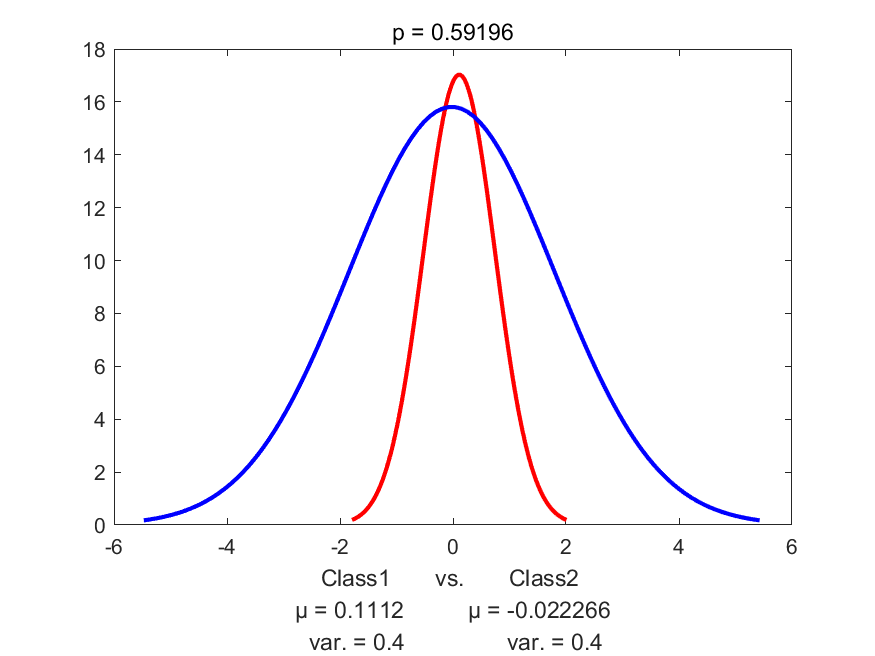 p = 0.59196
18
16
14
12
10
8
6
4
2
0
-6 -4 -2 0 2 4 6
Class1 vs. Class2
μ = 0.1112 μ = -0.022266
var. = 0.4 var. = 0.4